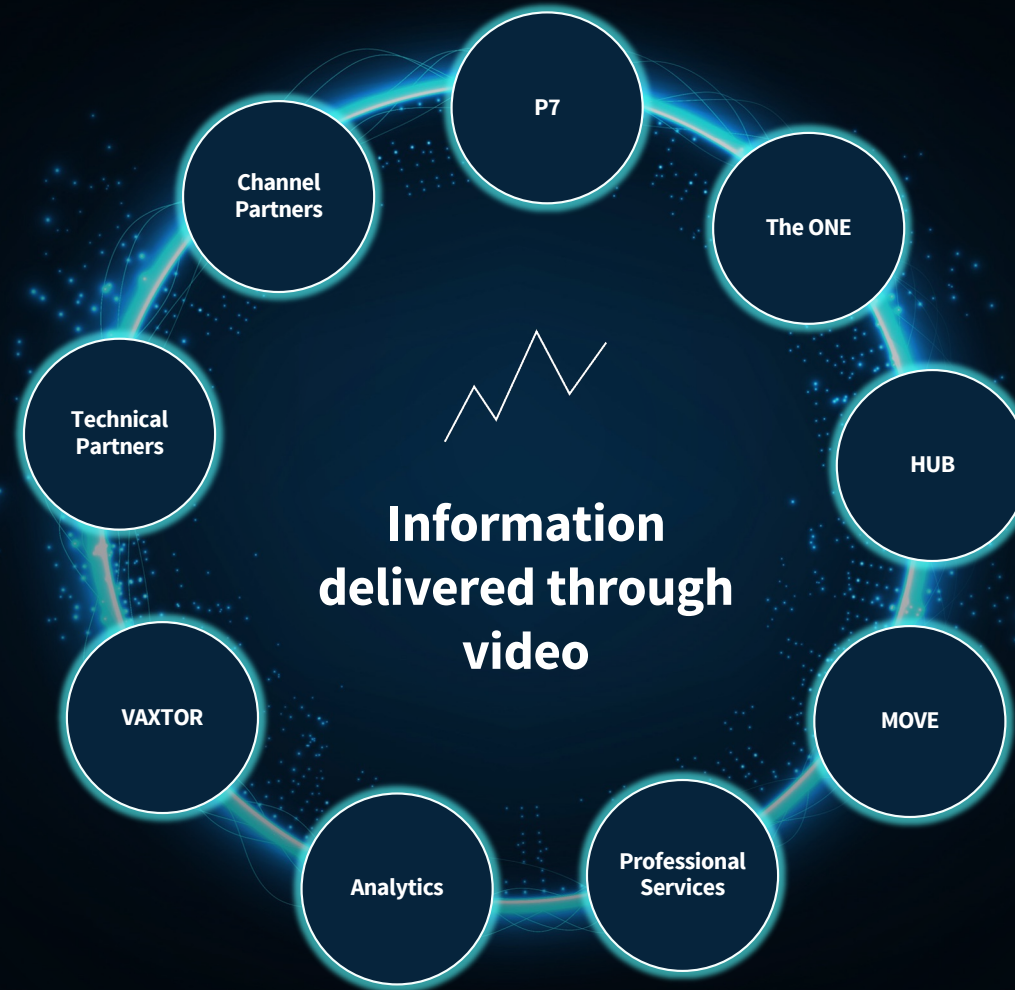 P7
Channel
Partners
The ONE
Technical
Partners
HUB
Information
delivered through
video
VAXTOR
MOVE
Professional
Services
Analytics